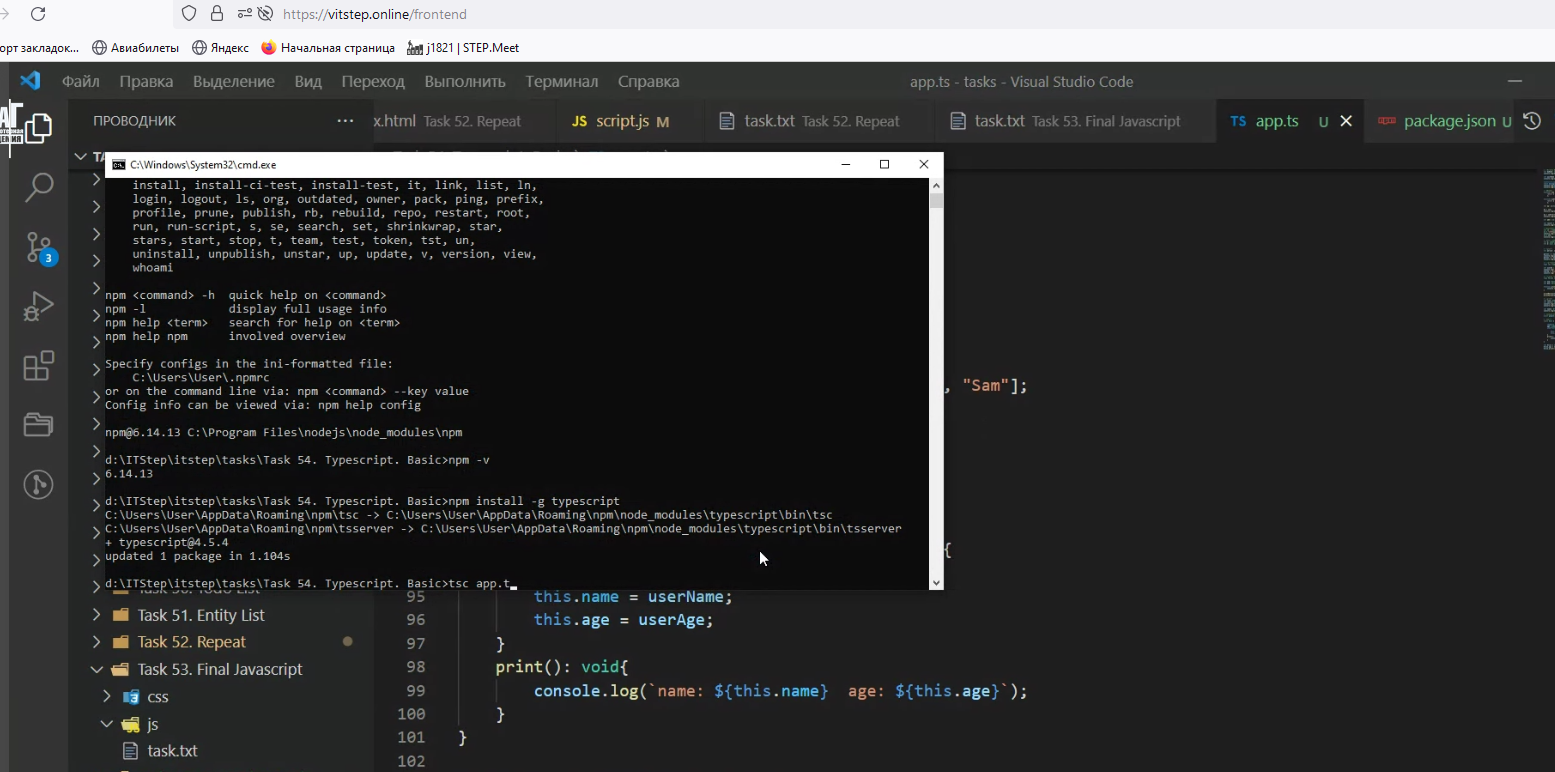 https://vitstep.online/frontend
орт закладок...
Авиабилеты
Яндекс
Начальная страница
j1821 | STEP.Meet
Файл Правка Выделение Вид Переход Выполнить Терминал Справка
app.ts - tasks - Visual Studio Code
ПРОВОДНИК
x.html Task 52. Repeat
JS script.js M
task.txt Task 52. Repeat
task.txt Task 53. Final Javascript
TS app.ts U
package.json U
C:\Windows\System32\cmd.exe
install, install-ci-test, install-test, it, link, list, ln,
login, logout, ls, org, outdated, owner, pack, ping, prefix,
profile, prune, publish, rb, rebuild, repo, restart, root,
run, run-script, s, se, search, set, shrinkwrap, star,
stars, start, stop, t, team, test, token, tst, un,
uninstall, unpublish, unstar, up, update, v, version, view,
whoami
npm <command> -h quick help on <command>
npm -l display full usage info
npm help <term> search for help on <term>
npm help npm involved overview
Specify configs in the ini-formatted file:
C:\Users\User\.npmrc
or on the command line via: npm <command> --key value
Config info can be viewed via: npm help config
npm@6.14.13 C:\Program Files\nodejs\node_modules\npm
d:\ITStep\itstep\tasks\Task 54. Typescript. Basic>npm -v
6.14.13
d:\ITStep\itstep\tasks\Task 54. Typescript. Basic>npm install -g typescript
C:\Users\User\AppData\Roaming\npm\tsc -> C:\Users\User\AppData\Roaming\npm\node_modules\typescript\bin\tsc
C:\Users\User\AppData\Roaming\npm\tsserver -> C:\Users\User\AppData\Roaming\npm\node_modules\typescript\bin\tsserver
+ typescript@4.5.4
updated 1 package in 1.104s
d:\ITStep\itstep\tasks\Task 54. Typescript. Basic>tsc app.t
3
, "Sam"];
{
Task 51. Entity List
Task 52. Repeat
Task 53. Final Javascript
css
js
task.txt
95 this.name = userName;
96 this.age = userAge;
97 }
98 print(): void{
99 console.log(`name: ${this.name} age: ${this.age}`);
100 }
101 }
102